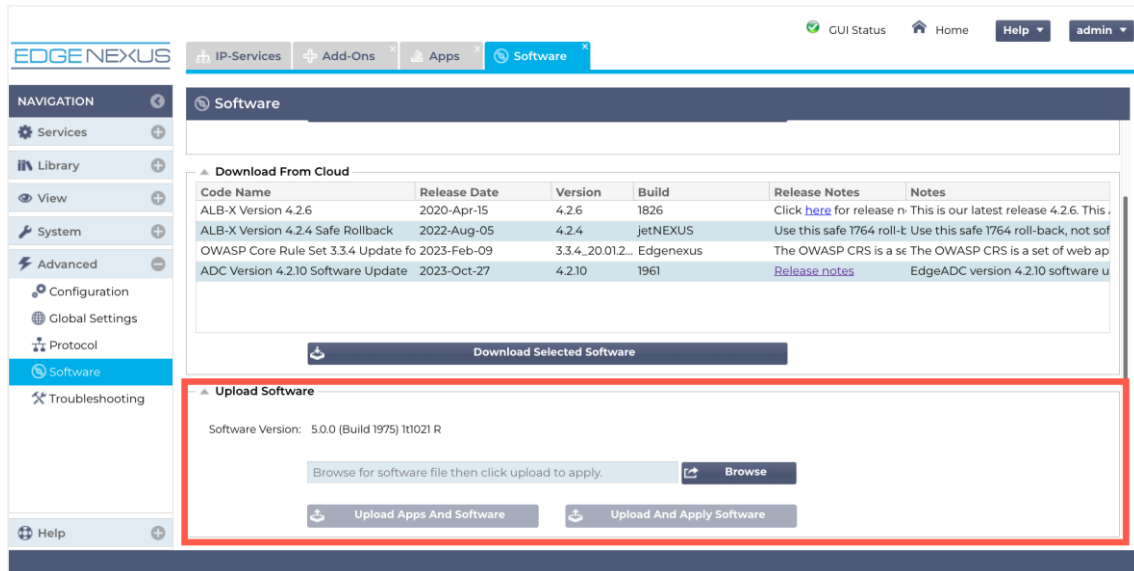 GUI Status Home Help admin
EDGENEXUS
IP-Services Add-Ons Apps Software
NAVIGATION
Services
Library
View
System
Advanced
Configuration
Global Settings
Protocol
Software
Troubleshooting
Help
Software
Download From Cloud
Code Name Release Date Version Build Release Notes Notes
ALB-X Version 4.2.6 2020-Apr-15 4.2.6 1826 Click here for release n This is our latest release 4.2.6. This
ALB-X Version 4.2.4 Safe Rollback 2022-Aug-05 4.2.4 jetNEXUS Use this safe 1764 roll-b Use this safe 1764 roll-back, not sof
OWASP Core Rule Set 3.3.4 Update fo 2023-Feb-09 3.3.4_20.01.2... Edgenexus The OWASP CRS is a se The OWASP CRS is a set of web ap
ADC Version 4.2.10 Software Update 2023-Oct-27 4.2.10 1961 Release notes EdgeADC version 4.2.10 software u
Download Selected Software
Upload Software
Software Version: 5.0.0 (Build 1975) 1t1021 R
Browse for software file then click upload to apply. Browse
Upload Apps And Software Upload And Apply Software